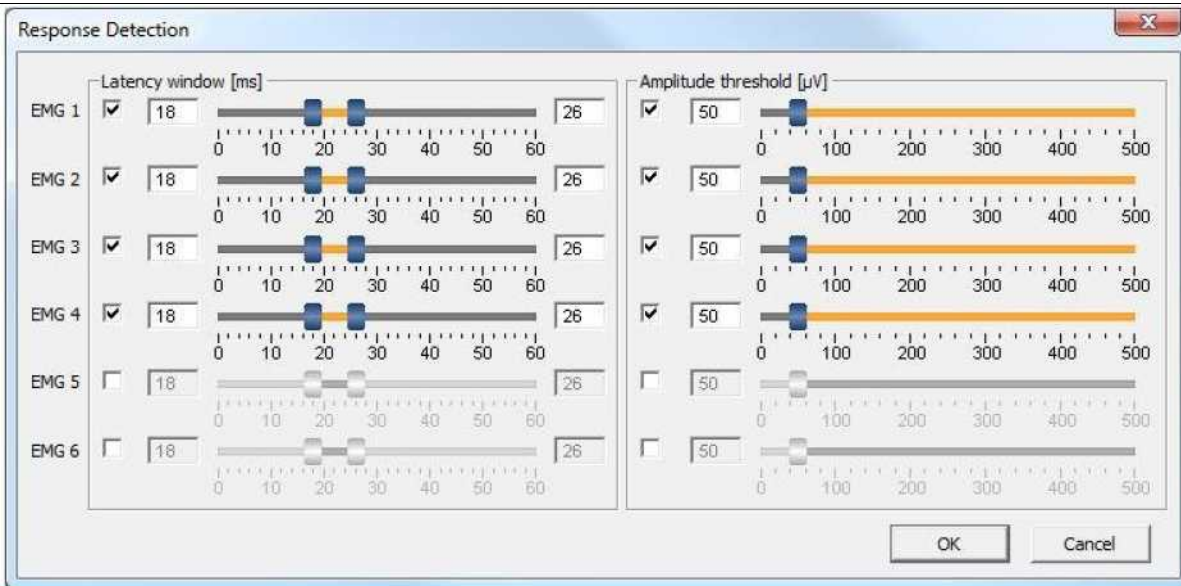 Response Detection
Latency window [ms] Amplitude threshold [µV]
EMG 1 18 26 50
0 10 20 30 40 50 60 0 100 200 300 400 500
EMG 2 18 26 50
0 10 20 30 40 50 60 0 100 200 300 400 500
EMG 3 18 26 50
0 10 20 30 40 50 60 0 100 200 300 400 500
EMG 4 18 26 50
0 10 20 30 40 50 60 0 100 200 300 400 500
EMG 5 18 26 50
0 10 20 30 40 50 60 0 100 200 300 400 500
EMG 6 18 26 50
0 10 20 30 40 50 60 0 100 200 300 400 500
OK Cancel